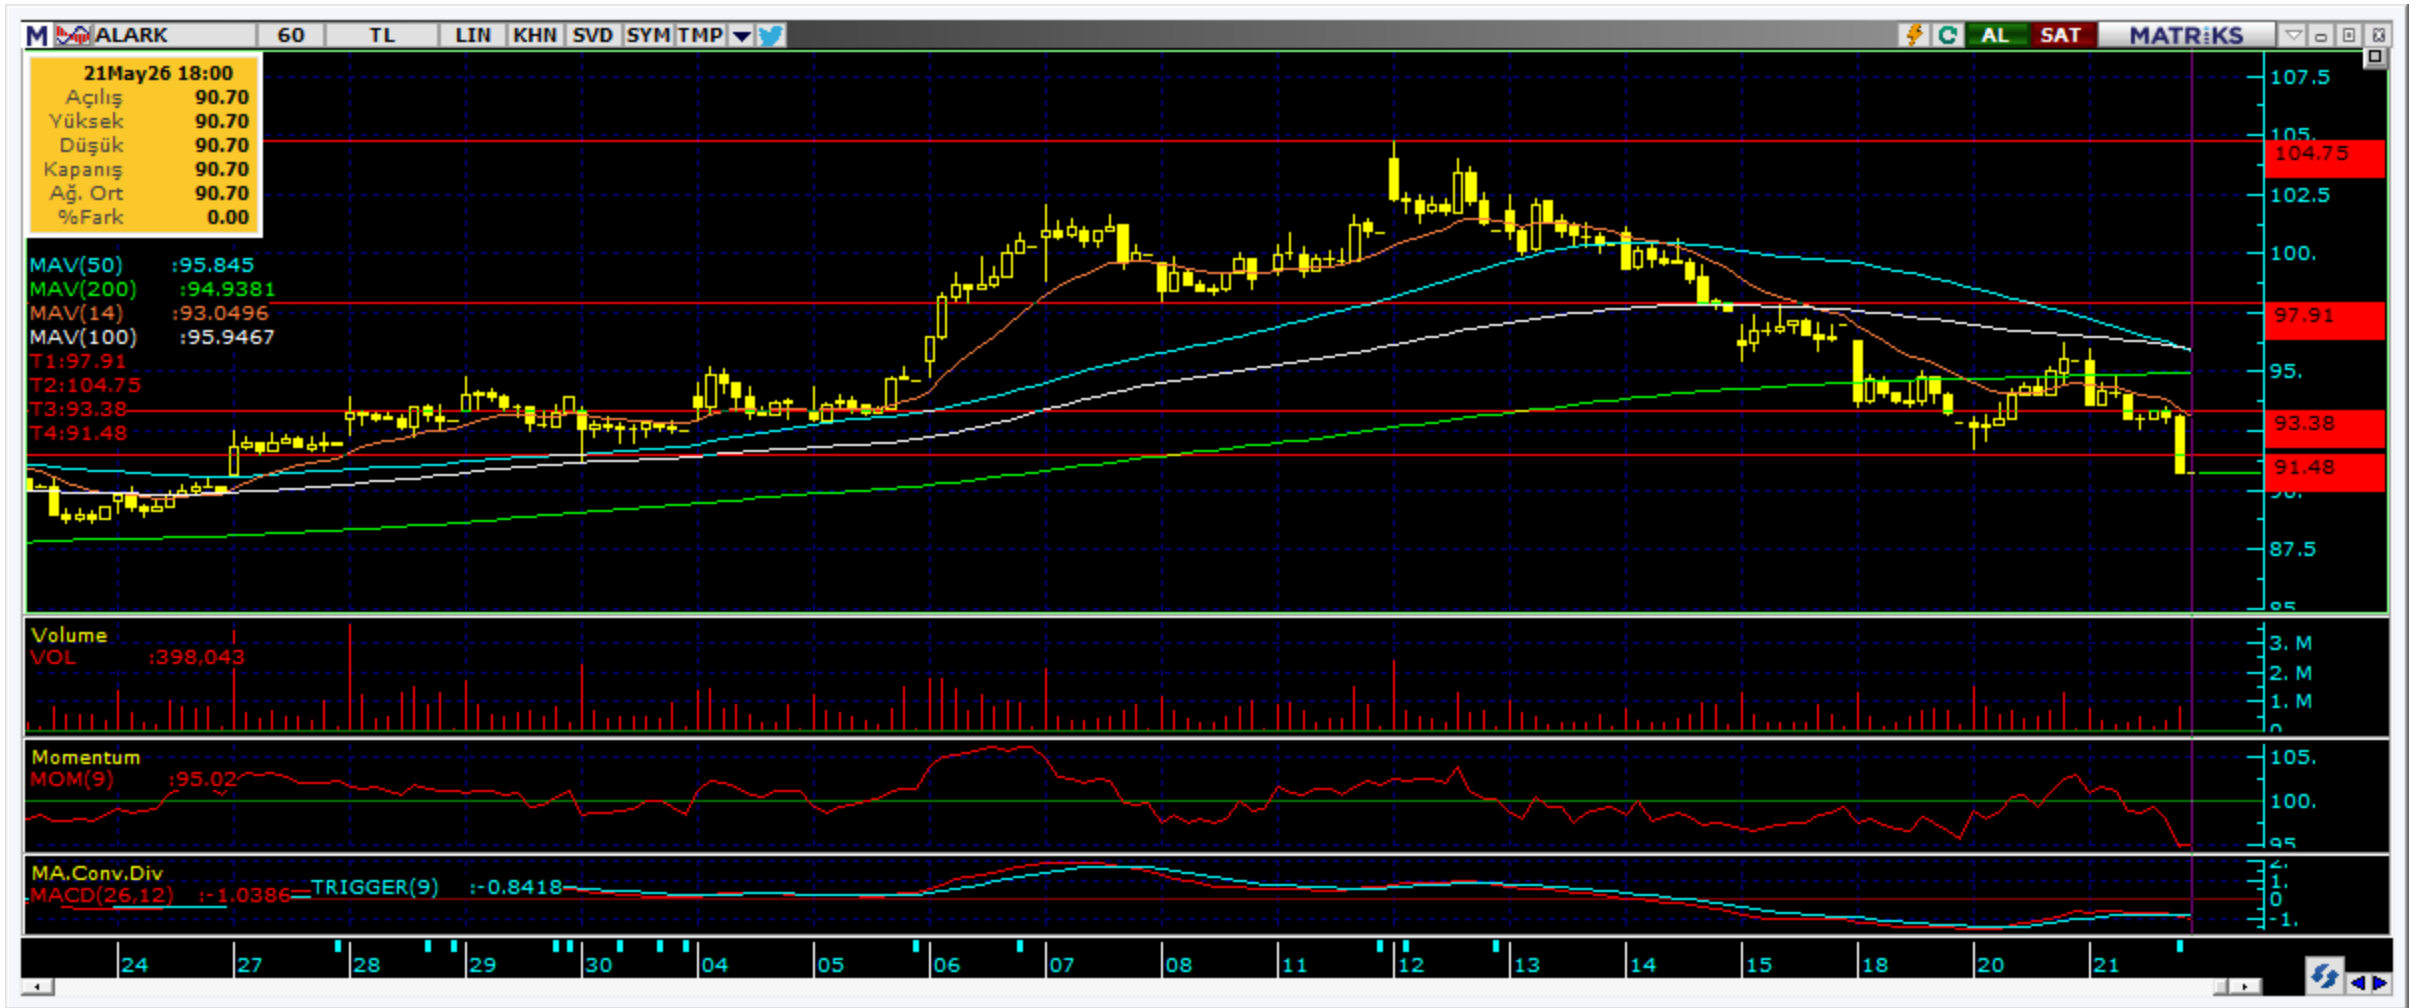 M ALARK 60 TL LIN KHN SVD SYM TMP AL SAT MATRiKS
21May26 18:00
Açılış 90.70
Yüksek 90.70
Düşük 90.70
Kapanış 90.70
Ağ. Ort 90.70
%Fark 0.00
MAV(50) :95.845
MAV(200) :94.9381
MAV(14) :93.0496
MAV(100) :95.9467
T1:97.91
T2:104.75
T3:93.38
T4:91.48
107.5
105.
104.75
102.5
100.
97.91
95.
93.38
91.48
90.
87.5
85
Volume
VOL :398,043
3. M
2. M
1. M
0
Momentum
MOM(9) :95.02
105.
100.
95
MA.Conv.Div
MACD(26,12) :-1.0386 TRIGGER(9) :-0.8418
2.
1.
0
-1.
24 27 28 29 30 04 05 06 07 08 11 12 13 14 15 18 20 21